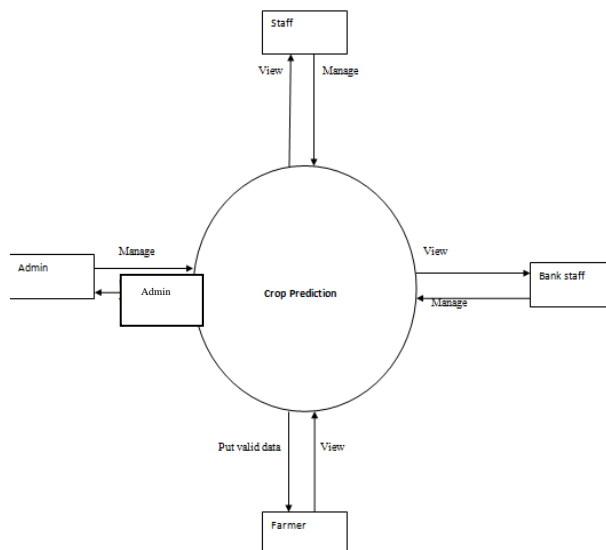 Staff
View
Manage
Manage
View
Admin
Admin
Crop Prediction
Bank staff
Manage
Put valid data
View
Farmer